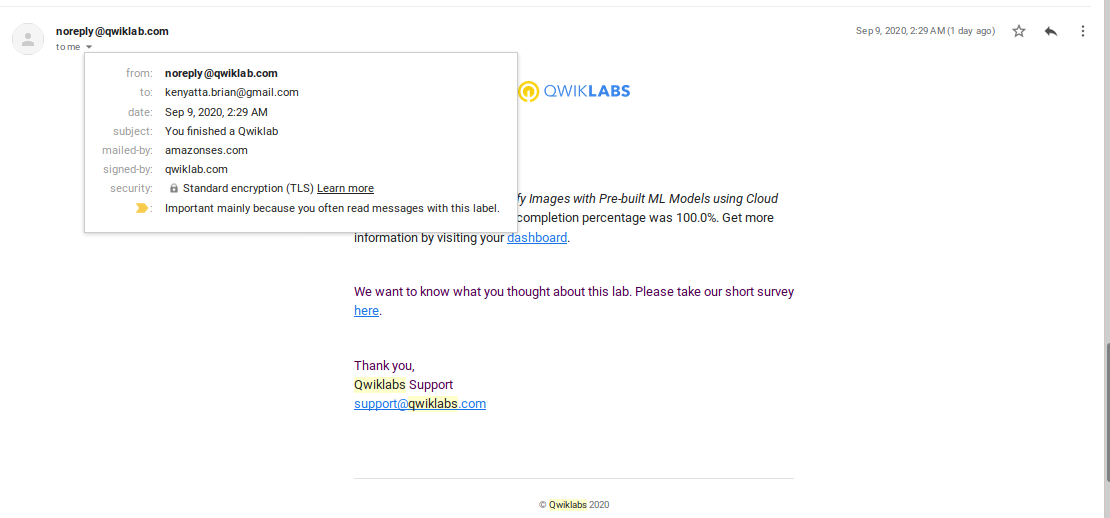 noreply@qwiklab.com
Sep 9, 2020, 2:29 AM (1 day ago)
to me
from: noreply@qwiklab.com
to: kenyatta.brian@gmail.com
date: Sep 9, 2020, 2:29 AM
subject: You finished a Qwiklab
mailed-by: amazonses.com
signed-by: qwiklab.com
security: Standard encryption (TLS) Learn more
: Important mainly because you often read messages with this label.
QWIKLABS
fy Images with Pre-built ML Models using Cloud
completion percentage was 100.0%. Get more
information by visiting your dashboard.
We want to know what you thought about this lab. Please take our short survey
here.
Thank you,
Qwiklabs Support
support@qwiklabs.com
© Qwiklabs 2020